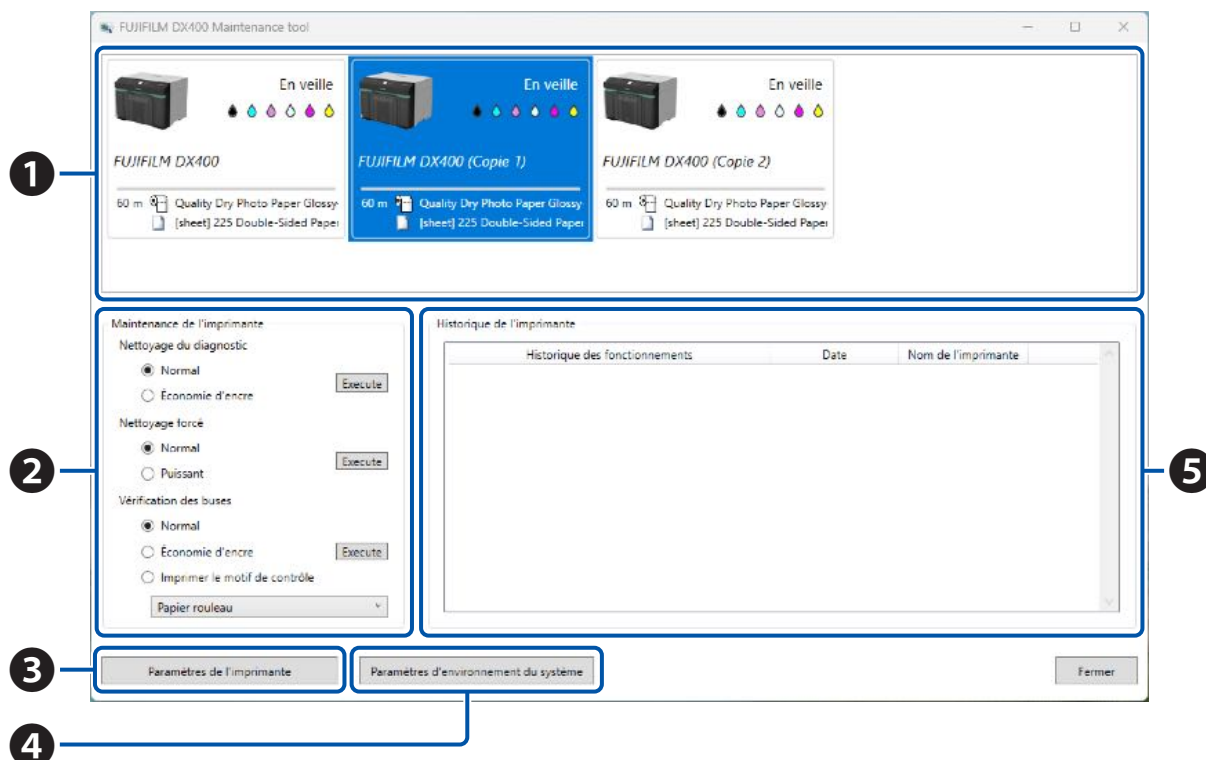 FUJIFILM DX400 Maintenance tool
1
En veille
FUJIFILM DX400
60 m Quality Dry Photo Paper Glossy
[sheet] 225 Double-Sided Paper
En veille
FUJIFILM DX400 (Copie 1)
60 m Quality Dry Photo Paper Glossy
[sheet] 225 Double-Sided Paper
En veille
FUJIFILM DX400 (Copie 2)
60 m Quality Dry Photo Paper Glossy
[sheet] 225 Double-Sided Paper
2
Maintenance de l'imprimante
Nettoyage du diagnostic
Normal
Économie d'encre
Execute
Nettoyage forcé
Normal
Puissant
Execute
Vérification des buses
Normal
Économie d'encre
Execute
Imprimer le motif de contrôle
Papier rouleau
Historique de l'imprimante
Historique des fonctionnements Date Nom de l'imprimante
5
3
Paramètres de l'imprimante
Paramètres d'environnement du système
Fermer
4